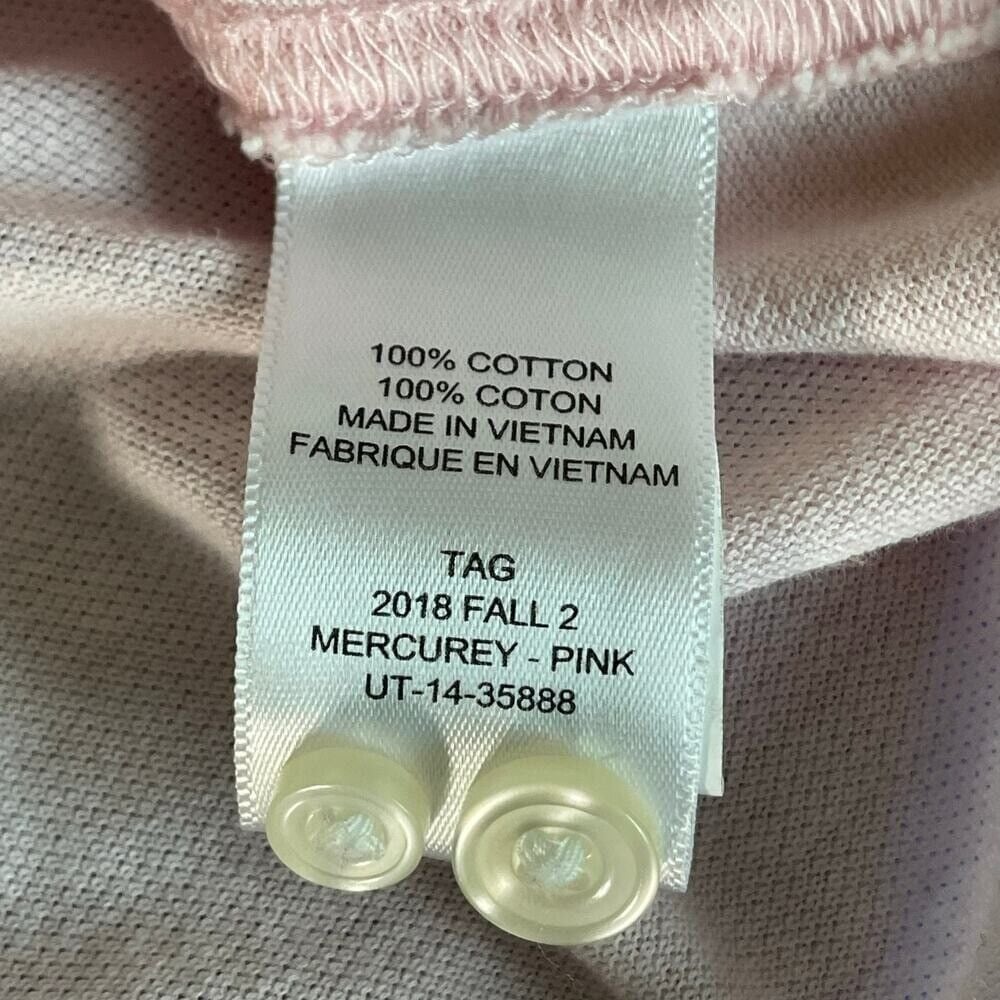 100% COTTON
100% COTON
MADE IN VIETNAM
FABRIQUE EN VIETNAM
TAG
2018 FALL 2
MERCUREY - PINK
UT-14-35888